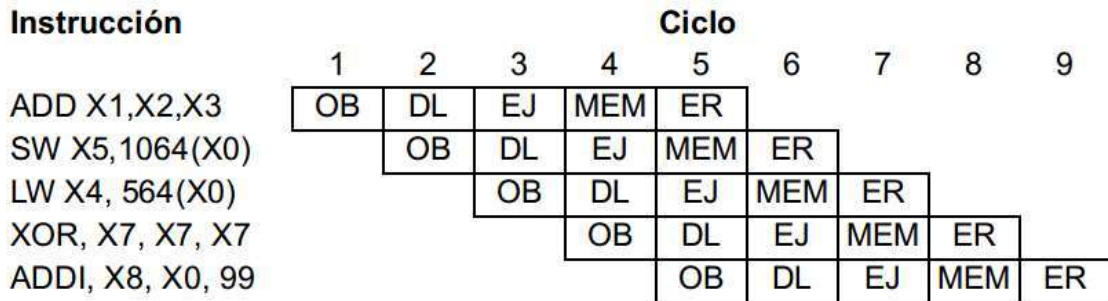 Instrucción Ciclo
1 2 3 4 5 6 7 8 9
ADD X1,X2,X3 OB DL EJ MEM ER
SW X5,1064(X0) OB DL EJ MEM ER
LW X4, 564(X0) OB DL EJ MEM ER
XOR, X7, X7, X7 OB DL EJ MEM ER
ADDI, X8, X0, 99 OB DL EJ MEM ER